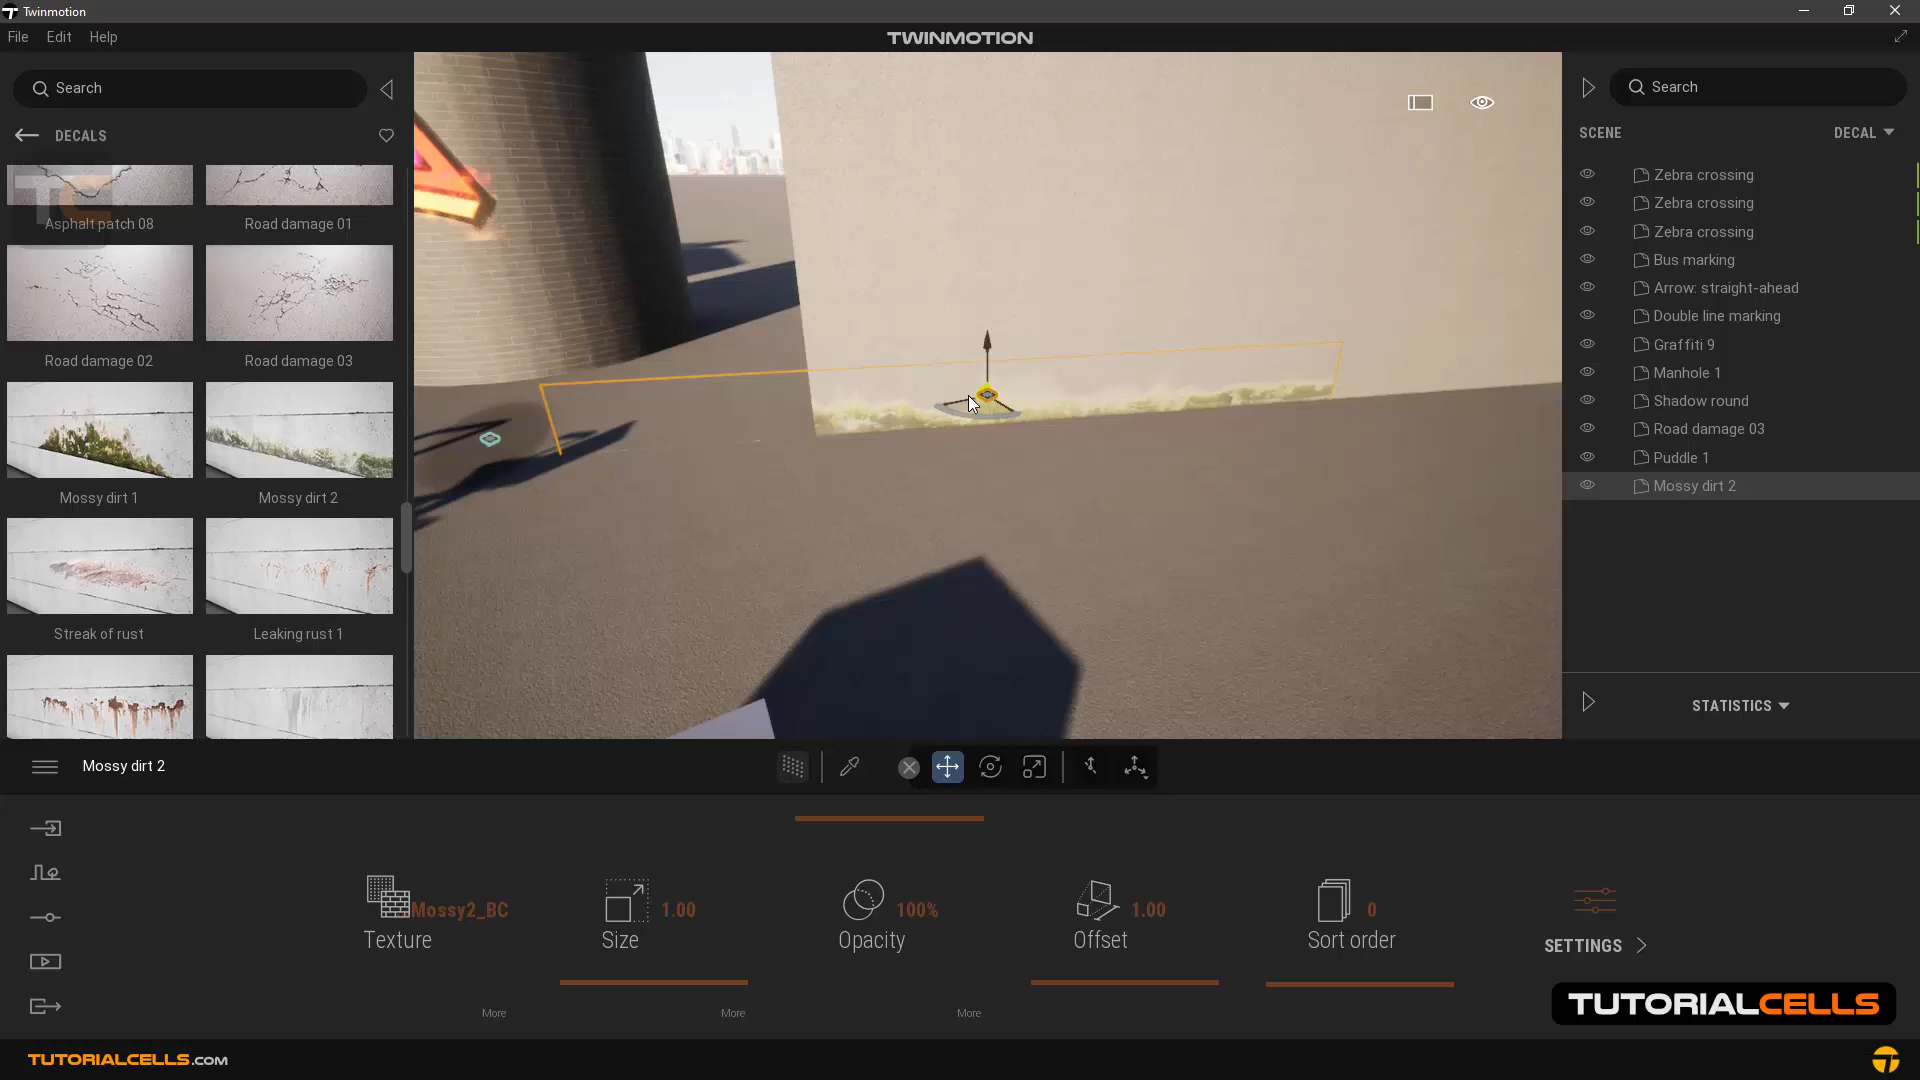 Twinmotion
File Edit Help
TWINMOTION
Search
DECALS
TC
Asphalt patch 08
Road damage 01
Road damage 02
Road damage 03
Mossy dirt 1
Mossy dirt 2
Streak of rust
Leaking rust 1
Search
SCENE
DECAL
Zebra crossing
Zebra crossing
Zebra crossing
Bus marking
Arrow: straight-ahead
Double line marking
Graffiti 9
Manhole 1
Shadow round
Road damage 03
Puddle 1
Mossy dirt 2
STATISTICS
Mossy dirt 2
Mossy2_BC
Texture
1.00
Size
100%
Opacity
1.00
Offset
0
Sort order
SETTINGS
More
More
More
TUTORIALCELLS
TUTORIALCELLS.COM